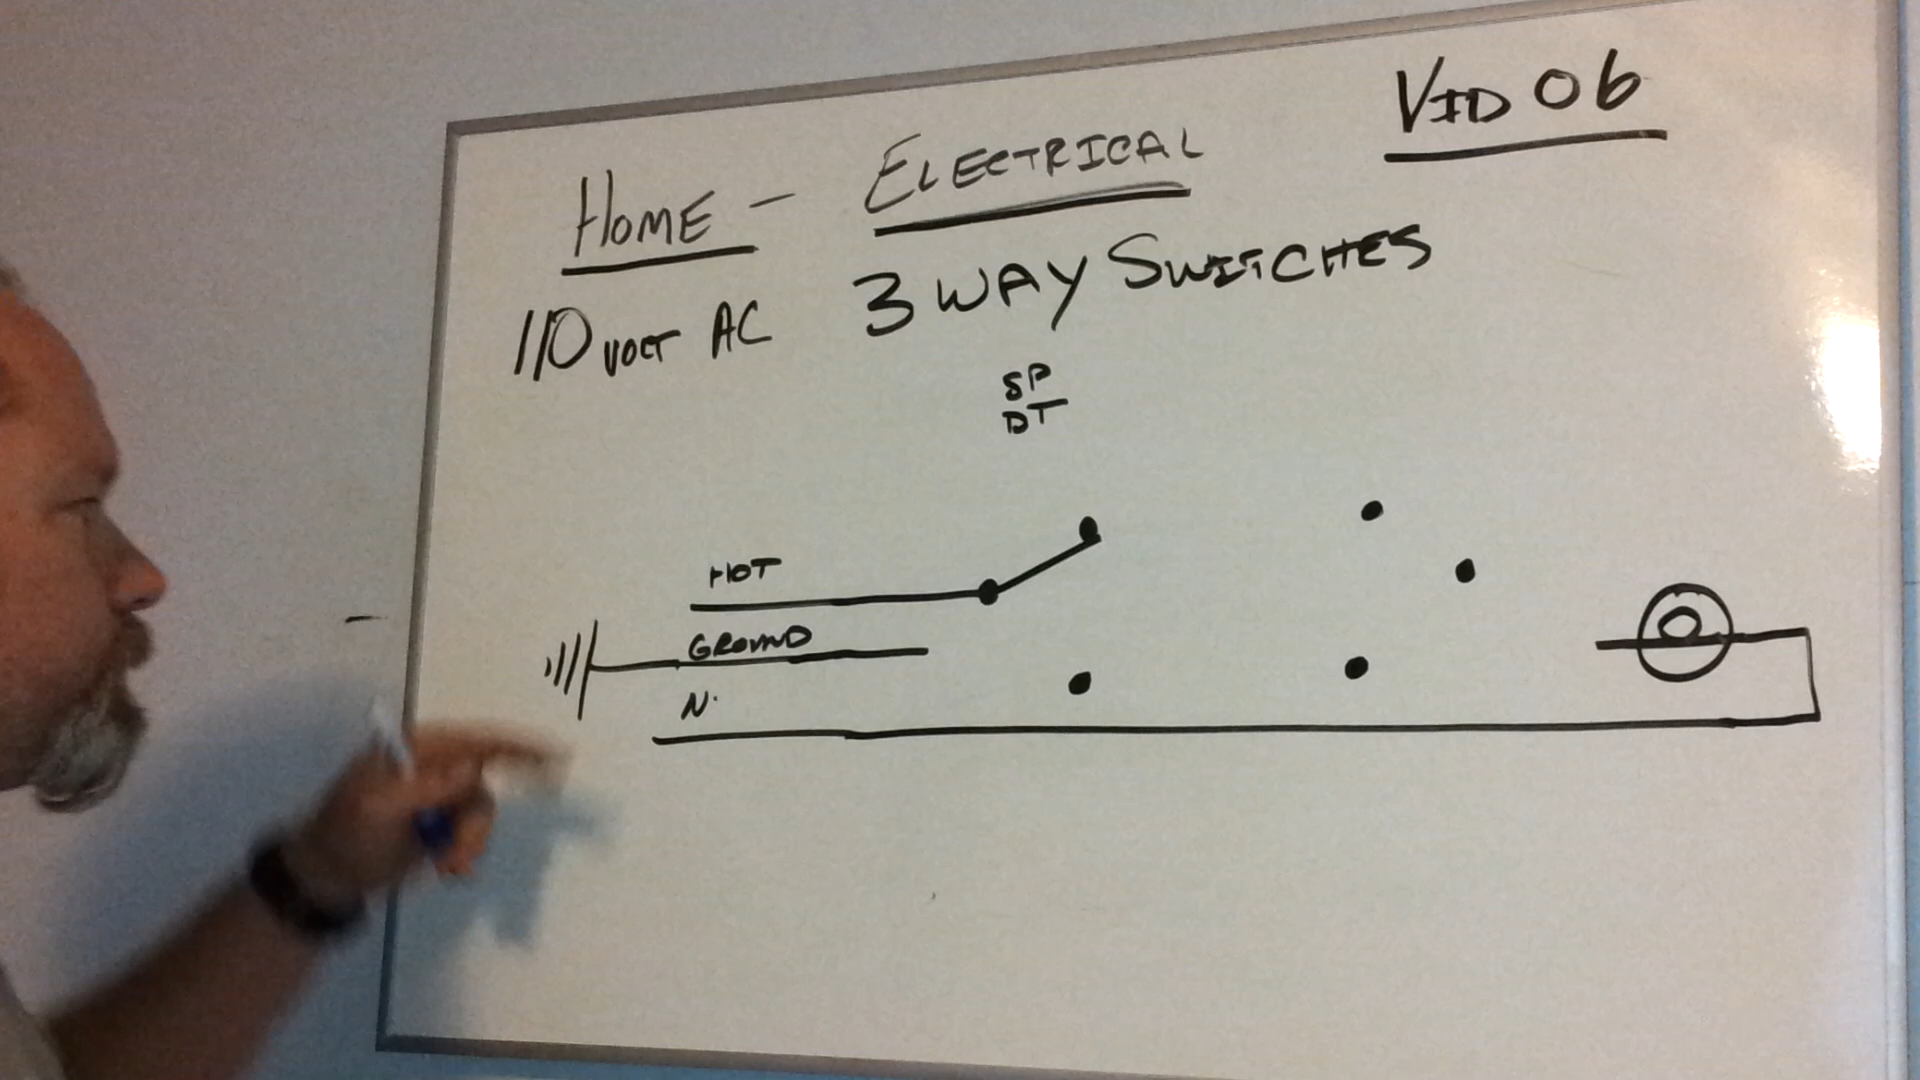 VID 06
HOME - ELECTRICAL
110 VOLT AC 3 WAY SWITCHES
SP
DT
HOT
GROUND
N.